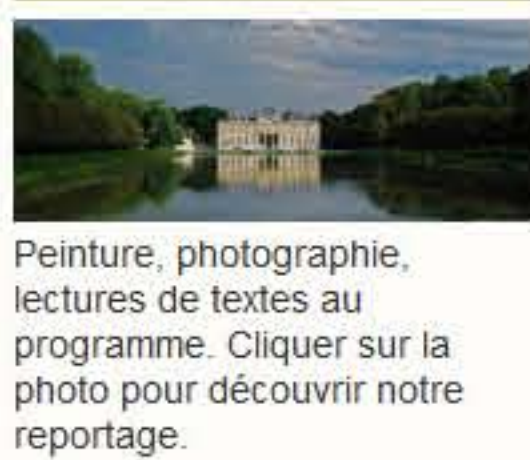 Peinture, photographie,
lectures de textes au
programme. Cliquer sur la
photo pour découvrir notre
reportage.